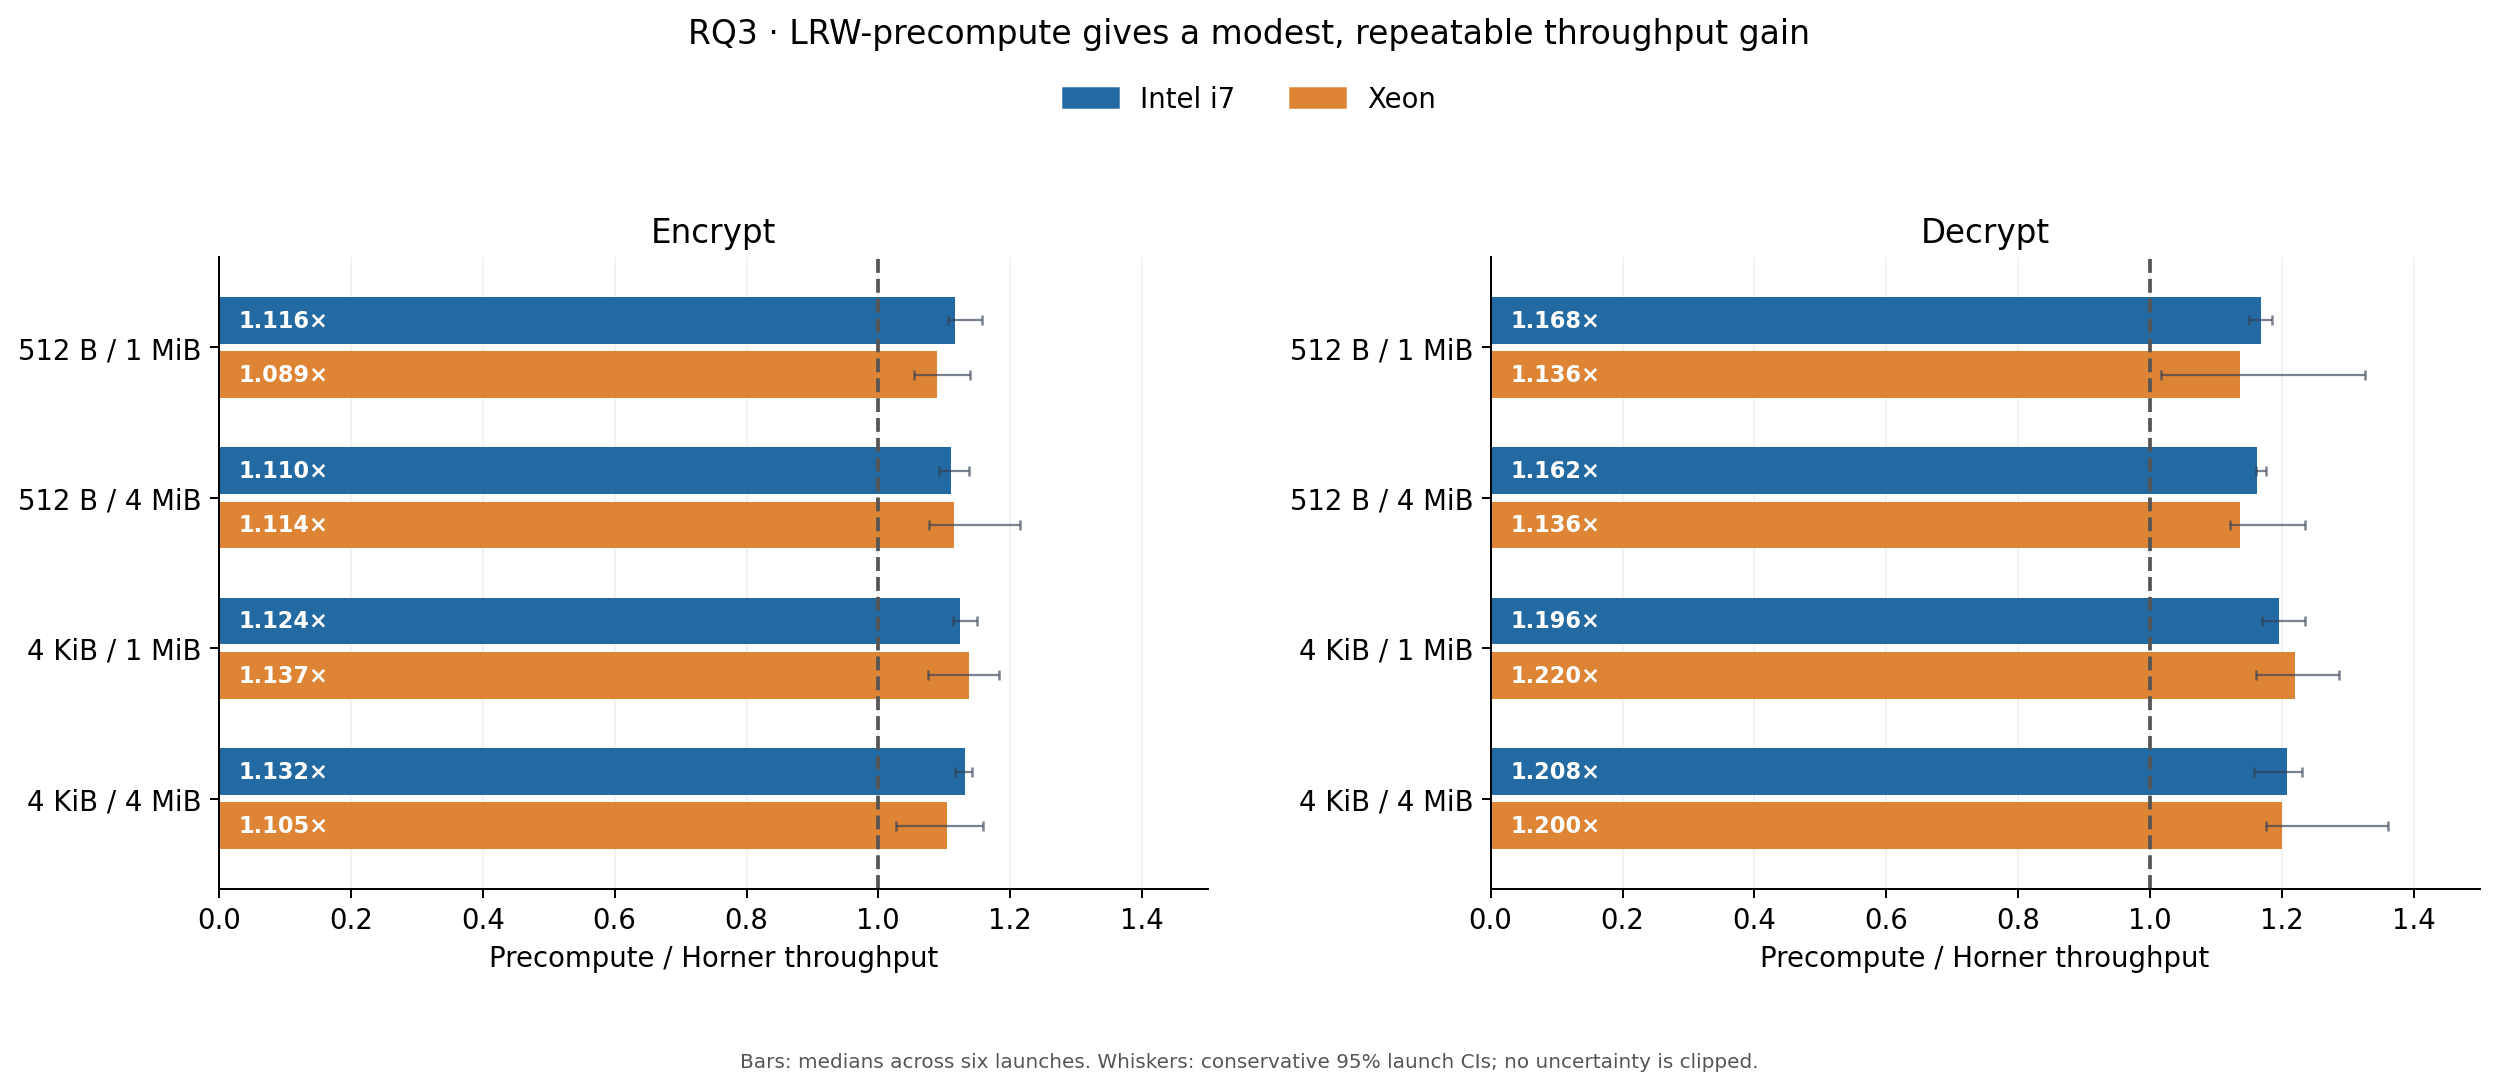 RQ3 · LRW-precompute gives a modest, repeatable throughput gain
Intel i7
Xeon
Encrypt
512 B / 1 MiB
1.116×
1.089×
512 B / 4 MiB
1.110×
1.114×
4 KiB / 1 MiB
1.124×
1.137×
4 KiB / 4 MiB
1.132×
1.105×
0.0 0.2 0.4 0.6 0.8 1.0 1.2 1.4
Precompute / Horner throughput
Decrypt
512 B / 1 MiB
1.168×
1.136×
512 B / 4 MiB
1.162×
1.136×
4 KiB / 1 MiB
1.196×
1.220×
4 KiB / 4 MiB
1.208×
1.200×
0.0 0.2 0.4 0.6 0.8 1.0 1.2 1.4
Precompute / Horner throughput
Bars: medians across six launches. Whiskers: conservative 95% launch CIs; no uncertainty is clipped.